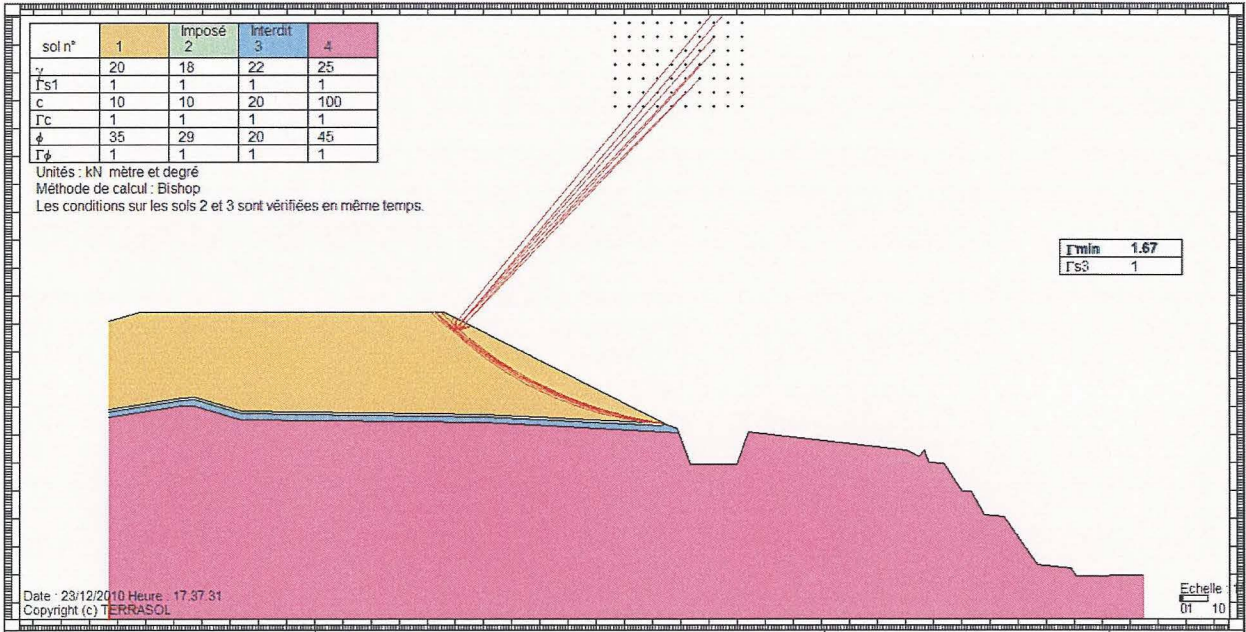 Imposé Interdit
sol n° 1 2 3 4
γ 20 18 22 25
Γs1 1 1 1 1
c 10 10 20 100
Γc 1 1 1 1
ϕ 35 29 20 45
Γϕ 1 1 1 1
Unités : kN mètre et degré
Méthode de calcul : Bishop
Les conditions sur les sols 2 et 3 sont vérifiées en même temps.
Γmin 1.67
Γs3 1
Date : 23/12/2010 Heure : 17.37.31
Copyright (c) TERRASOL
Echelle :
01 10